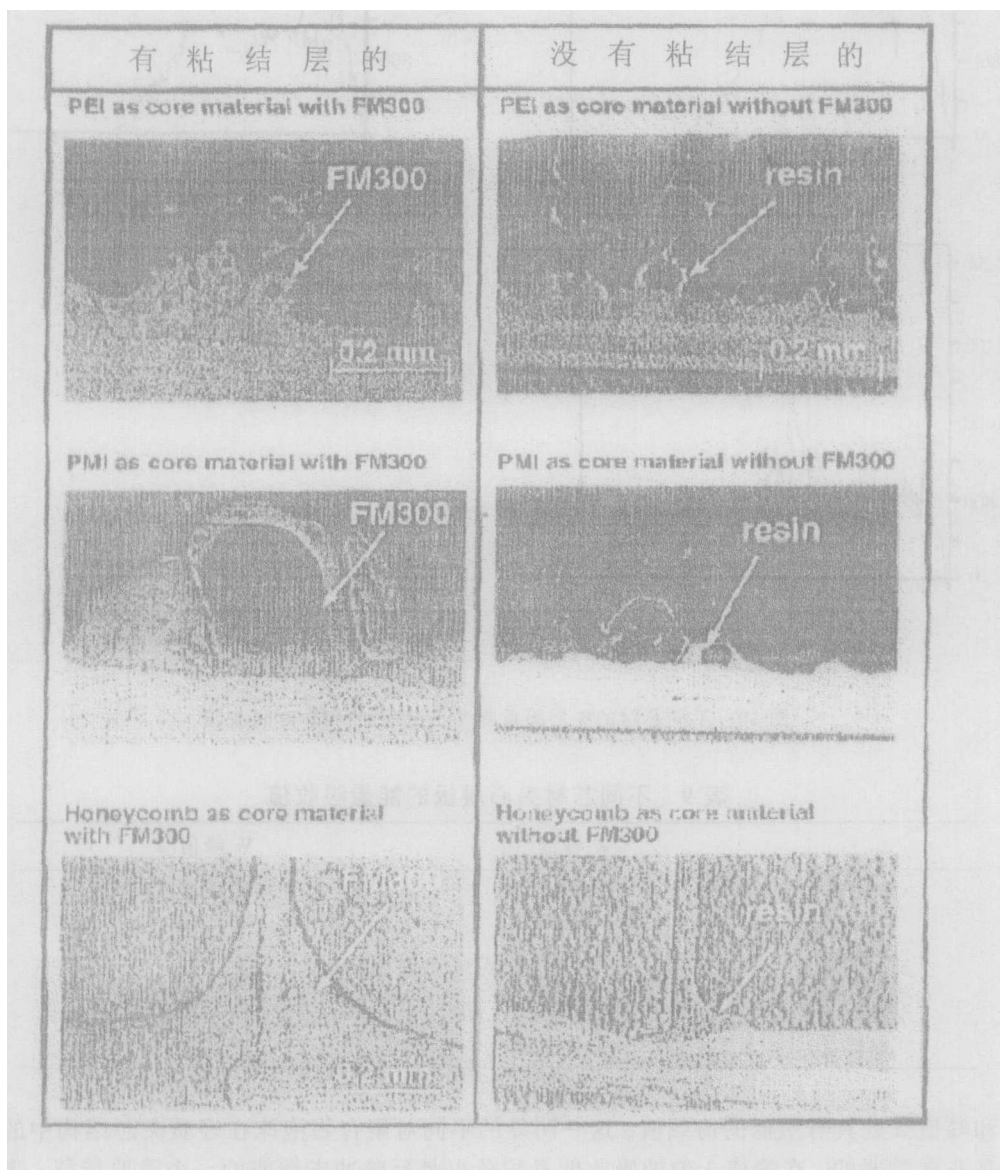 有粘结层的
没有粘结层的
PEI as core material with FM300
PEI as core material without FM300
FM300
resin
0.2 mm
0.2 mm
PMI as core material with FM300
PMI as core material without FM300
FM300
resin
Honeycomb as core material
with FM300
Honeycomb as core material
without FM300
resin
mm